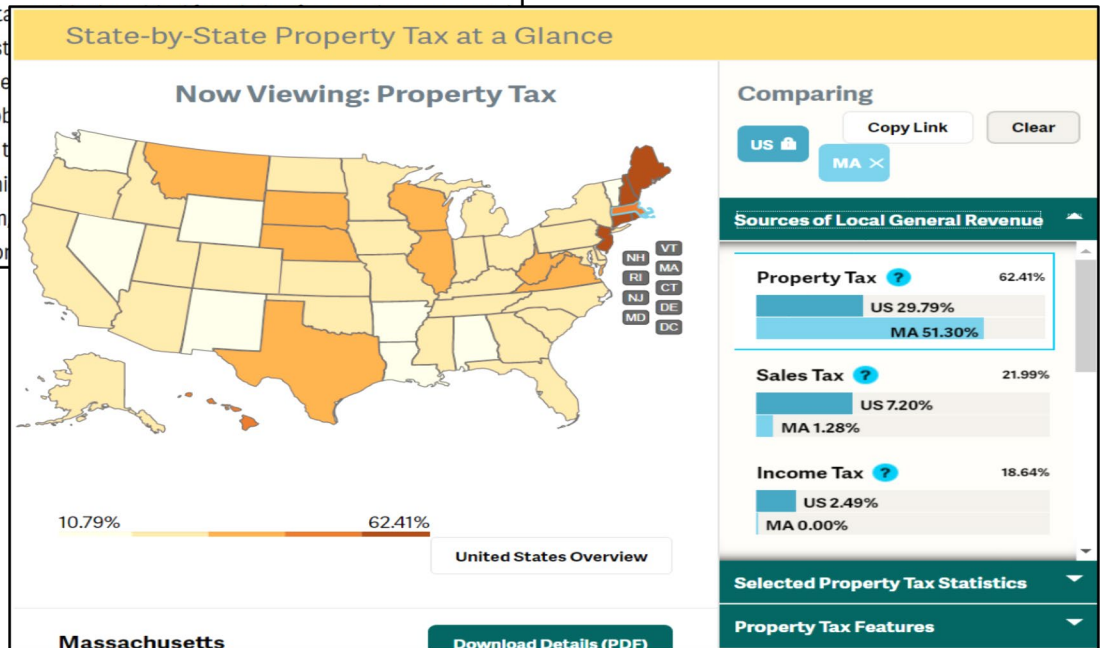 State-by-State Property Tax at a Glance
Now Viewing: Property Tax
NH VT
RI MA
NJ CT
MD DE
DC
10.79% 62.41%
United States Overview
Massachusetts
Download Details (PDF)
Comparing
Copy Link Clear
US
MA ×
Sources of Local General Revenue
Property Tax ? 62.41%
US 29.79%
MA 51.30%
Sales Tax ? 21.99%
US 7.20%
MA 1.28%
Income Tax ? 18.64%
US 2.49%
MA 0.00%
Selected Property Tax Statistics
Property Tax Features